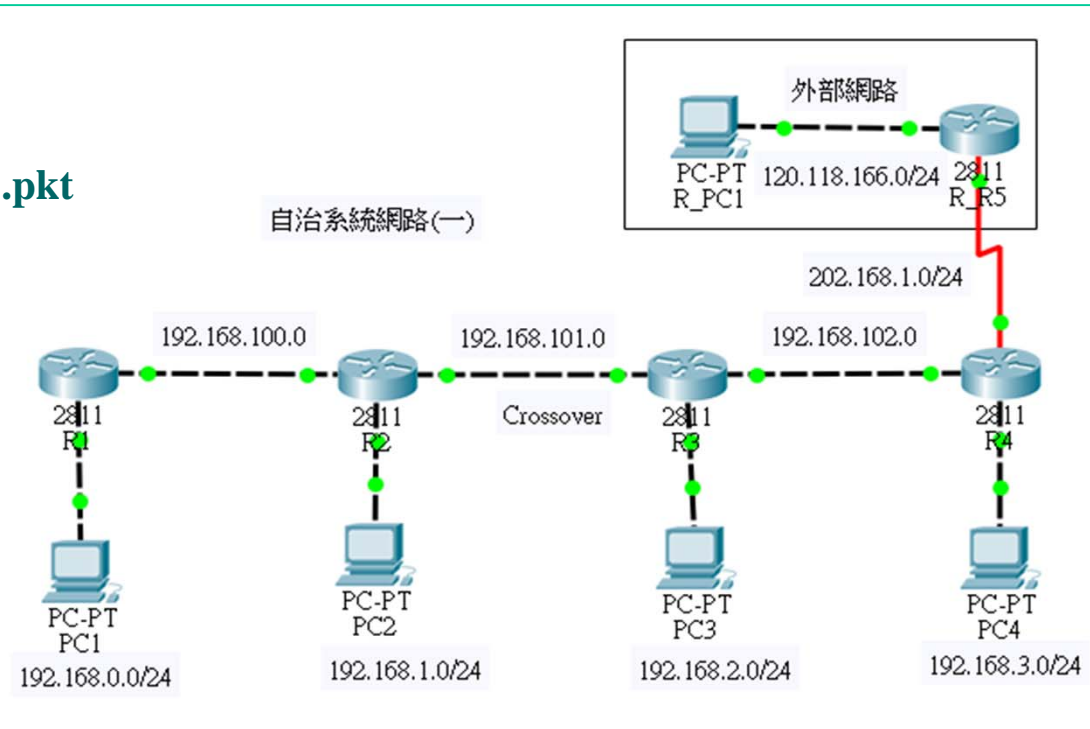 .pkt
外部網路
PC-PT
R_PC1
120.118.166.0/24
2811
R_R5
自治系統網路(一)
202.168.1.0/24
192.168.100.0
192.168.101.0
192.168.102.0
2811
R1
2811
R2
Crossover
2811
R3
2811
R4
PC-PT
PC1
PC-PT
PC2
PC-PT
PC3
PC-PT
PC4
192.168.0.0/24
192.168.1.0/24
192.168.2.0/24
192.168.3.0/24